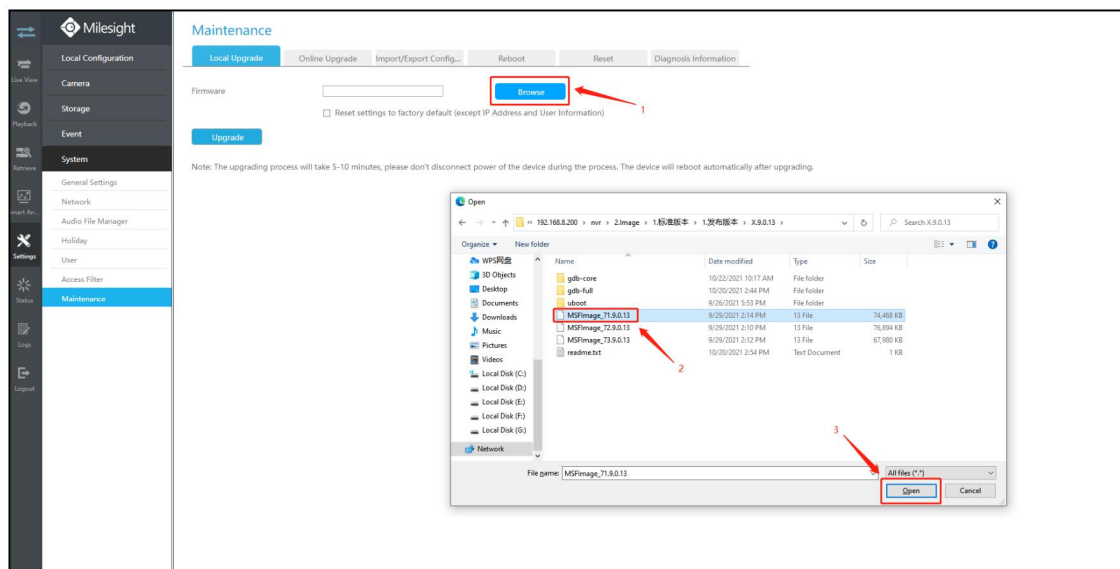 Milesight
Live View
Playback
Retrieve
Smart An...
Settings
Status
Logs
Logout
Local Configuration
Camera
Storage
Event
System
General Settings
Network
Audio File Manager
Holiday
User
Access Filter
Maintenance
Maintenance
Local Upgrade Online Upgrade Import/Export Config... Reboot Reset Diagnosis Information
Firmware Browse
1
Reset settings to factory default (except IP Address and User Information)
Upgrade
Note: The upgrading process will take 5-10 minutes, please don't disconnect power of the device during the process. The device will reboot automatically after upgrading.
Open
« 192.168.8.200 › nvr › 2.Image › 1.标准版本 › 1.发布版本 › X.9.0.13 › Search X.9.0.13
Organize New folder
WPS网盘
3D Objects
Desktop
Documents
Downloads
Music
Pictures
Videos
Local Disk (C:)
Local Disk (D:)
Local Disk (E:)
Local Disk (F:)
Local Disk (G:)
Network
Name Date modified Type Size
gdb-core 10/22/2021 10:17 AM File folder
gdb-full 10/20/2021 2:44 PM File folder
uboot 9/26/2021 5:53 PM File folder
MSFImage_71.9.0.13 9/29/2021 2:14 PM 13 File 74,468 KB
MSFImage_72.9.0.13 9/29/2021 2:10 PM 13 File 76,894 KB
MSFImage_73.9.0.13 9/29/2021 2:12 PM 13 File 67,980 KB
readme.txt 10/20/2021 2:54 PM Text Document 1 KB
2
3
File name: MSFImage_71.9.0.13 All files (*.*)
Open Cancel